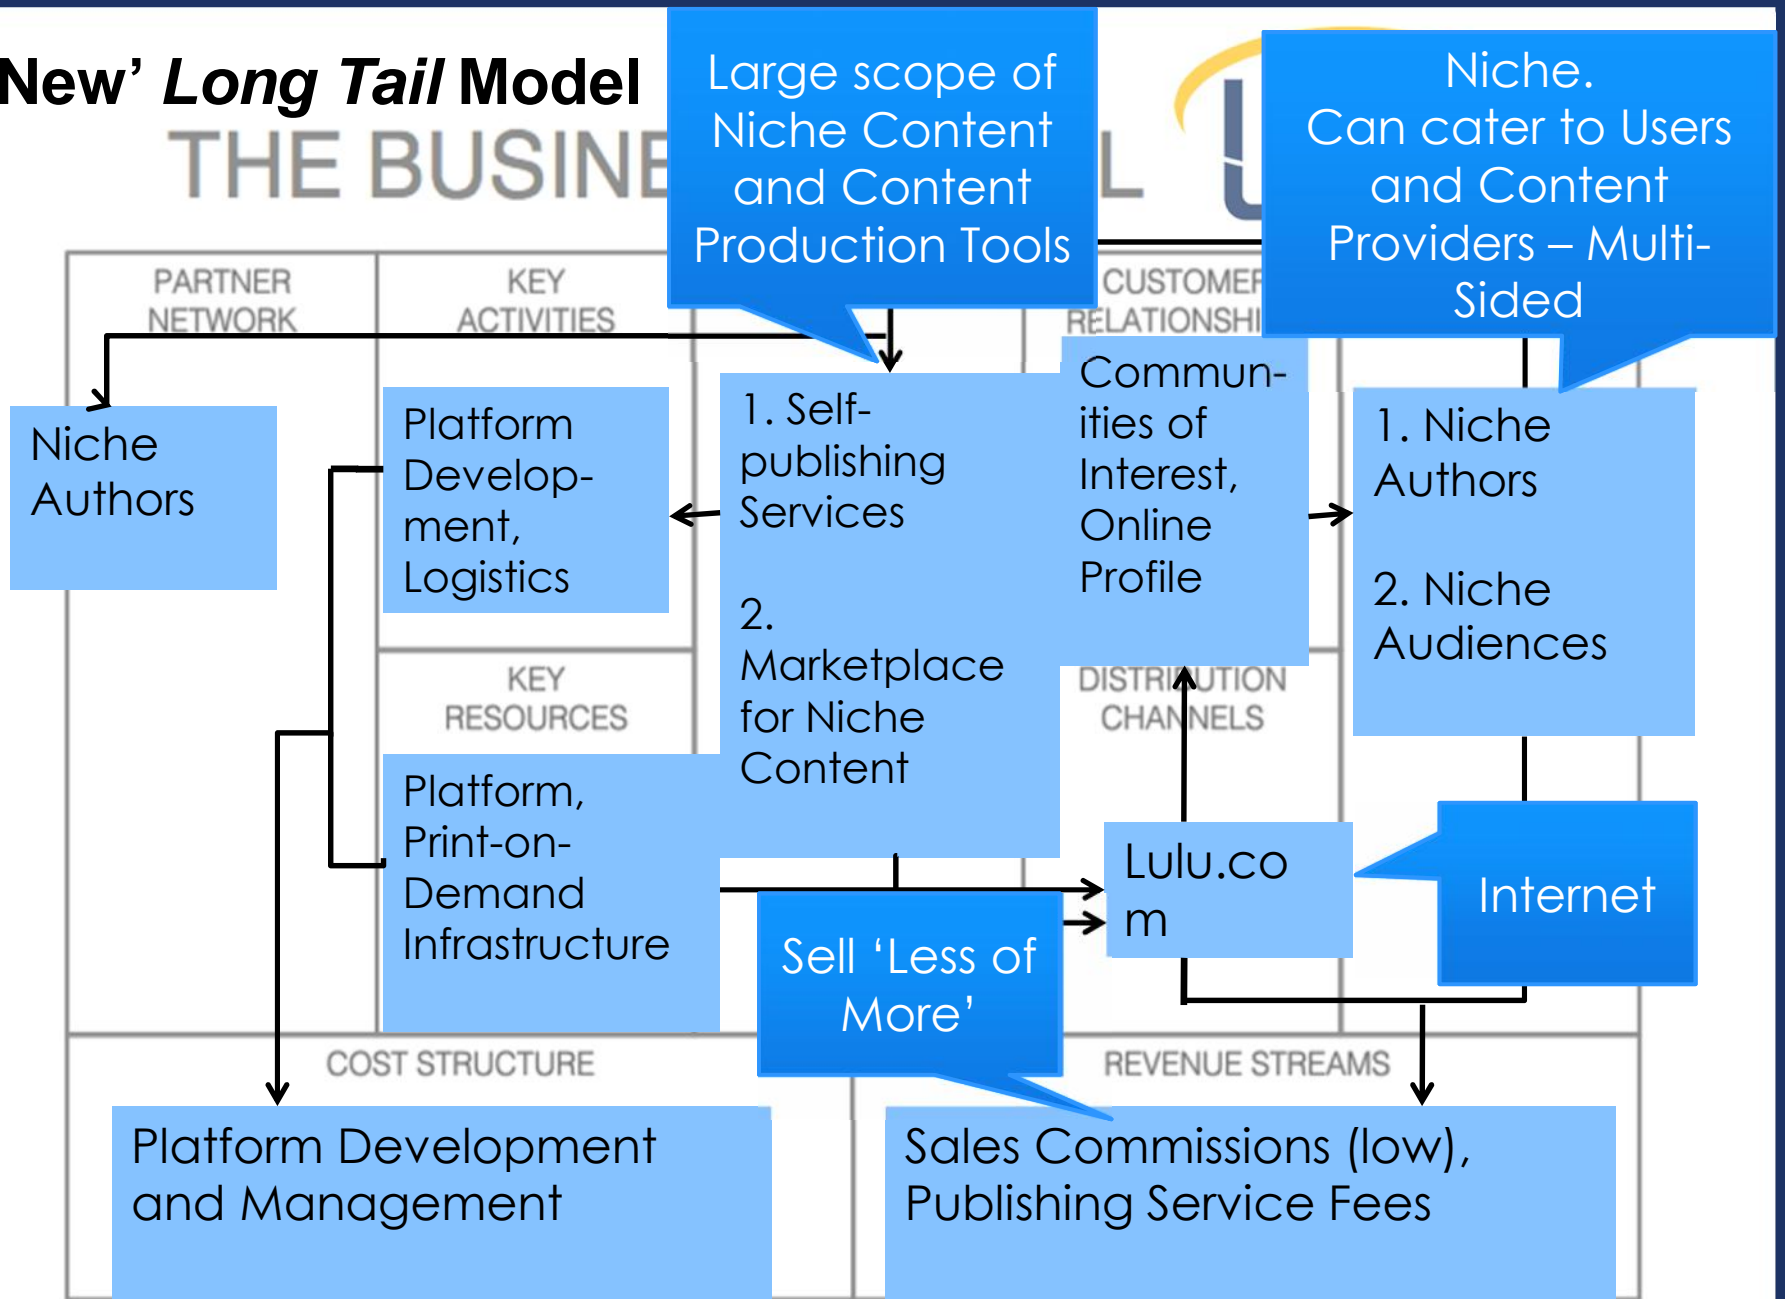 New’ Long Tail Model
THE BUSINE
L
Large scope of
Niche Content
and Content
Production Tools
Niche.
Can cater to Users
and Content
Providers – Multi-
Sided
PARTNER
NETWORK
KEY
ACTIVITIES
CUSTOMER
RELATIONSHI
Niche
Authors
Platform
Develop-
ment,
Logistics
1. Self-
publishing
Services
2.
Marketplace
for Niche
Content
Commun-
ities of
Interest,
Online
Profile
1. Niche
Authors
2. Niche
Audiences
KEY
RESOURCES
DISTRIBUTION
CHANNELS
Platform,
Print-on-
Demand
Infrastructure
Lulu.co
m
Internet
Sell ‘Less of
More’
COST STRUCTURE
REVENUE STREAMS
Platform Development
and Management
Sales Commissions (low),
Publishing Service Fees